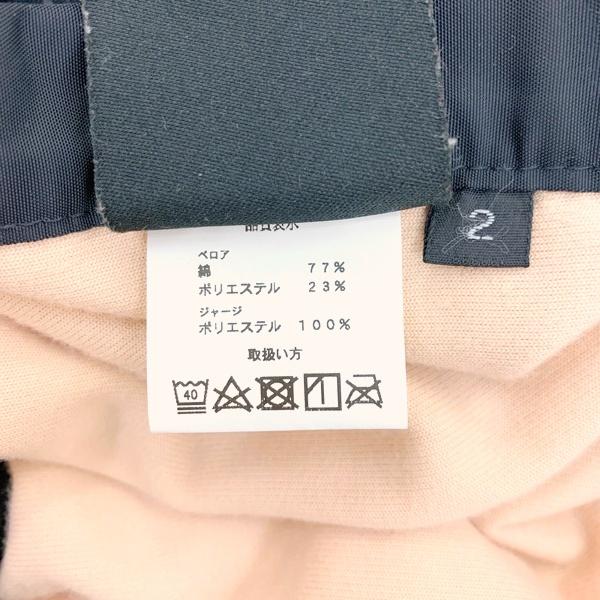 ベロア
綿 77%
ポリエステル 23%
ジャージ
ポリエステル 100%
取扱い方
40
2